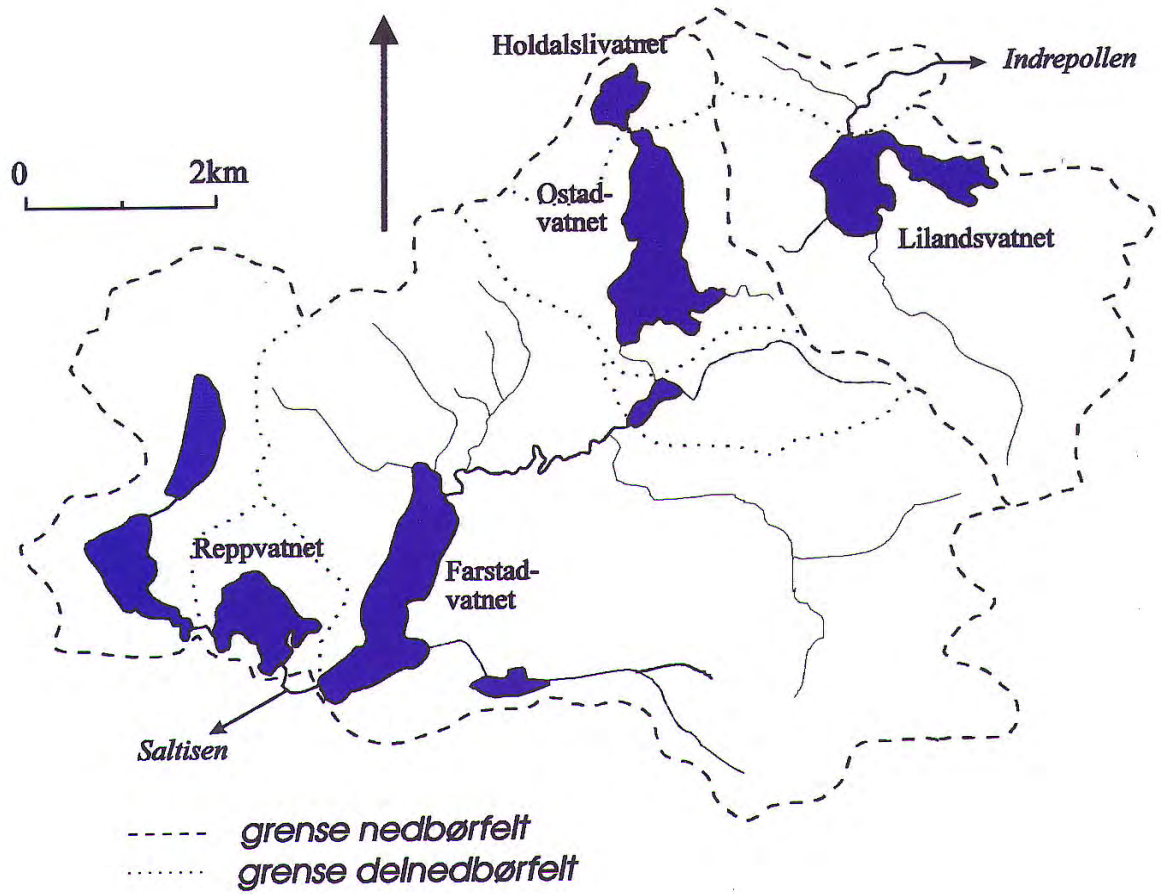 Holdalslivatnet
Indrepollen
0 2km
Ostad-
vatnet
Lilandsvatnet
Reppvatnet
Farstad-
vatnet
Saltisen
grense nedbørfelt
grense delnedbørfelt